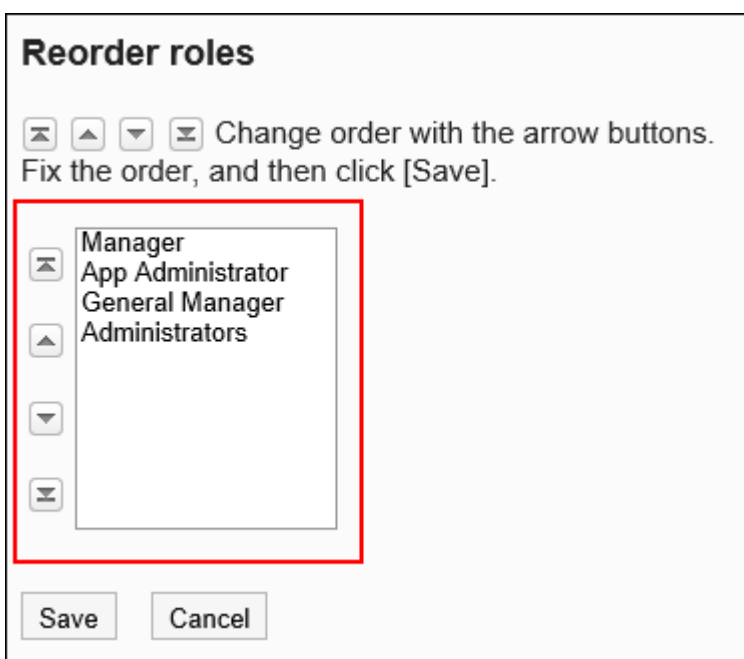 Reorder roles
Change order with the arrow buttons.
Fix the order, and then click [Save].
Manager
App Administrator
General Manager
Administrators
Save
Cancel